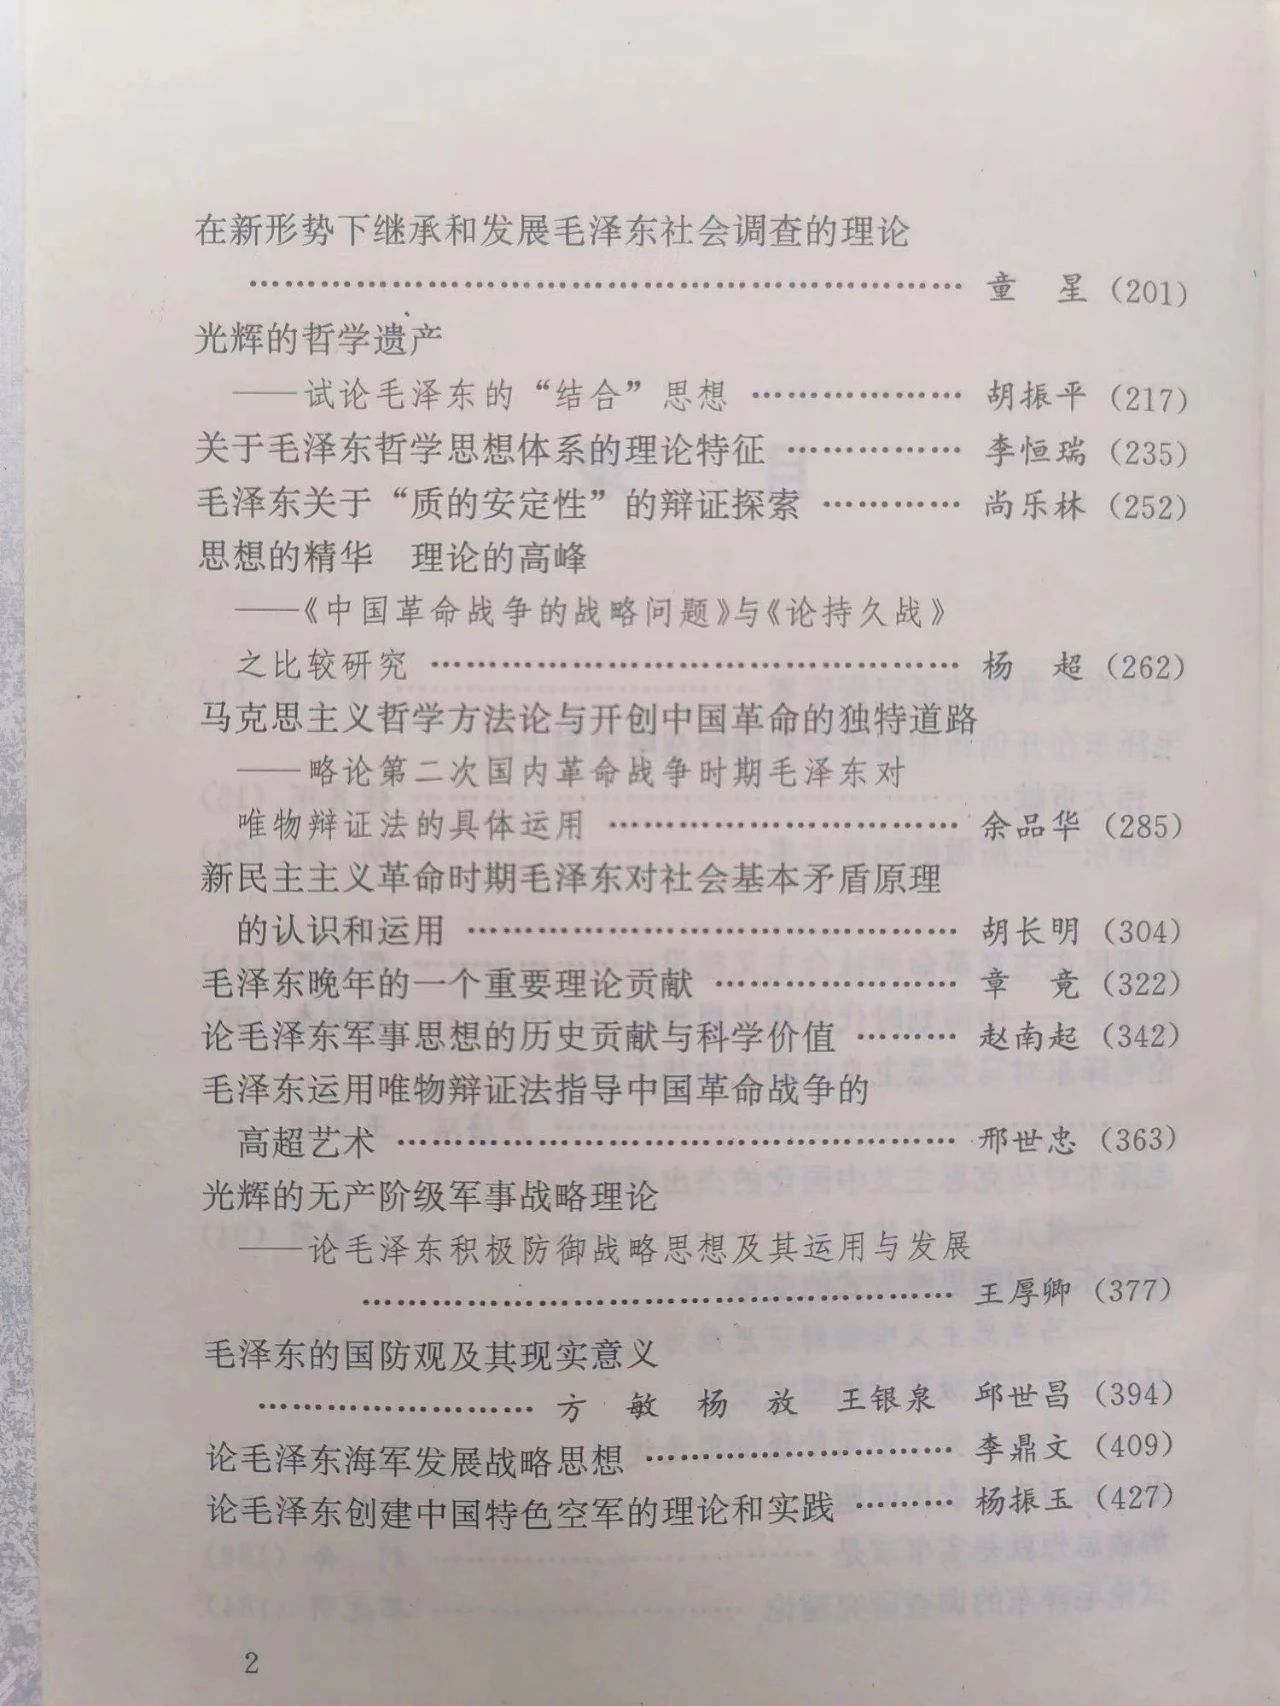 在新形势下继承和发展毛泽东社会调查的理论
…………………………………………………… 童　星 (201)
光辉的哲学遗产
——试论毛泽东的“结合”思想 ……………… 胡振平 (217)
关于毛泽东哲学思想体系的理论特征 …………… 李恒瑞 (235)
毛泽东关于“质的安定性”的辩证探索 ………… 尚乐林 (252)
思想的精华　理论的高峰
——《中国革命战争的战略问题》与《论持久战》
之比较研究 ……………………………………… 杨　超 (262)
马克思主义哲学方法论与开创中国革命的独特道路
——略论第二次国内革命战争时期毛泽东对
唯物辩证法的具体运用 ………………………… 余品华 (285)
新民主主义革命时期毛泽东对社会基本矛盾原理
的认识和运用 …………………………………… 胡长明 (304)
毛泽东晚年的一个重要理论贡献 ………………… 章　竞 (322)
论毛泽东军事思想的历史贡献与科学价值 ……… 赵南起 (342)
毛泽东运用唯物辩证法指导中国革命战争的
高超艺术 ………………………………………… 邢世忠 (363)
光辉的无产阶级军事战略理论
——论毛泽东积极防御战略思想及其运用与发展
…………………………………………… 王厚卿 (377)
毛泽东的国防观及其现实意义
…………………… 方　敏　杨　放　王银泉　邱世昌 (394)
论毛泽东海军发展战略思想 ……………………… 李鼎文 (409)
论毛泽东创建中国特色空军的理论和实践 ……… 杨振玉 (427)
2